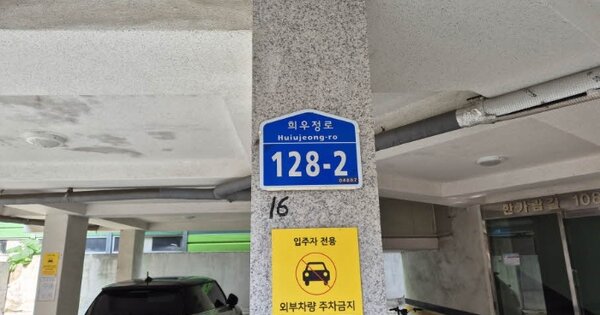 희우정로
Huiujeong-ro
128-2
16
입주자 전용
외부차량 주차금지